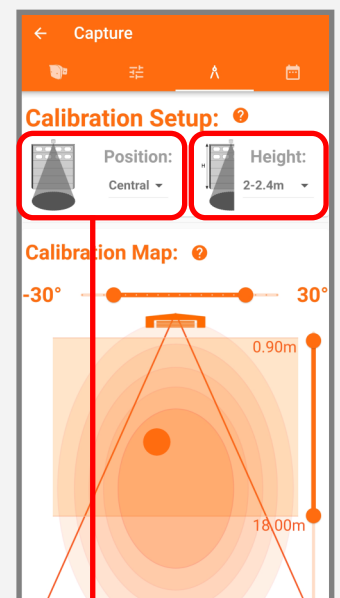 Capture
Calibration Setup: ?
Position:
Central
Height:
H
2-2.4m
Calibration Map: ?
-30°
30°
0.90m
18.00m